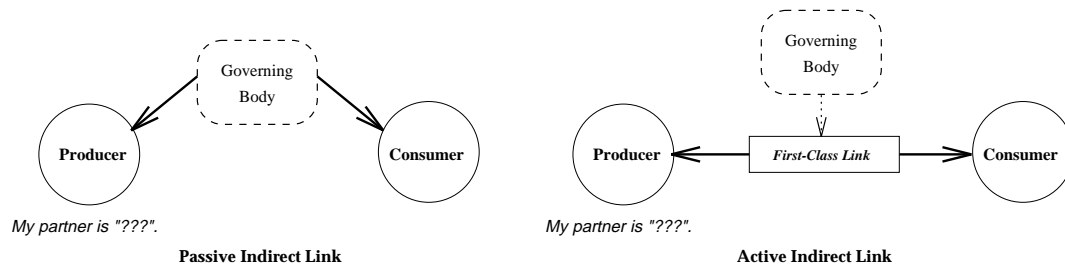 Governing
Body
Producer
Consumer
My partner is "???".
Passive Indirect Link
Governing
Body
Producer
First-Class Link
Consumer
My partner is "???".
Active Indirect Link